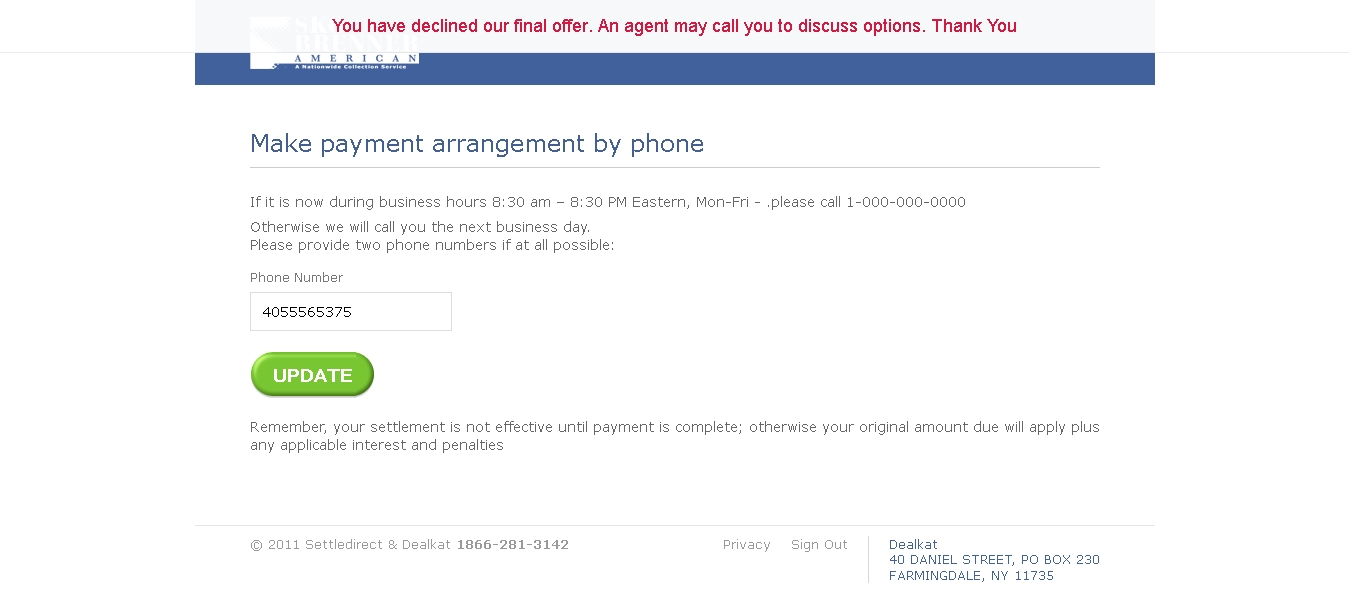 You have declined our final offer. An agent may call you to discuss options. Thank You
AMERICAN
A Nationwide Collection Service
Make payment arrangement by phone
If it is now during business hours 8:30 am – 8:30 PM Eastern, Mon-Fri - .please call 1-000-000-0000
Otherwise we will call you the next business day.
Please provide two phone numbers if at all possible:
Phone Number
4055565375
UPDATE
Remember, your settlement is not effective until payment is complete; otherwise your original amount due will apply plus
any applicable interest and penalties
© 2011 Settledirect & Dealkat 1866-281-3142
Privacy
Sign Out
Dealkat
40 DANIEL STREET, PO BOX 230
FARMINGDALE, NY 11735